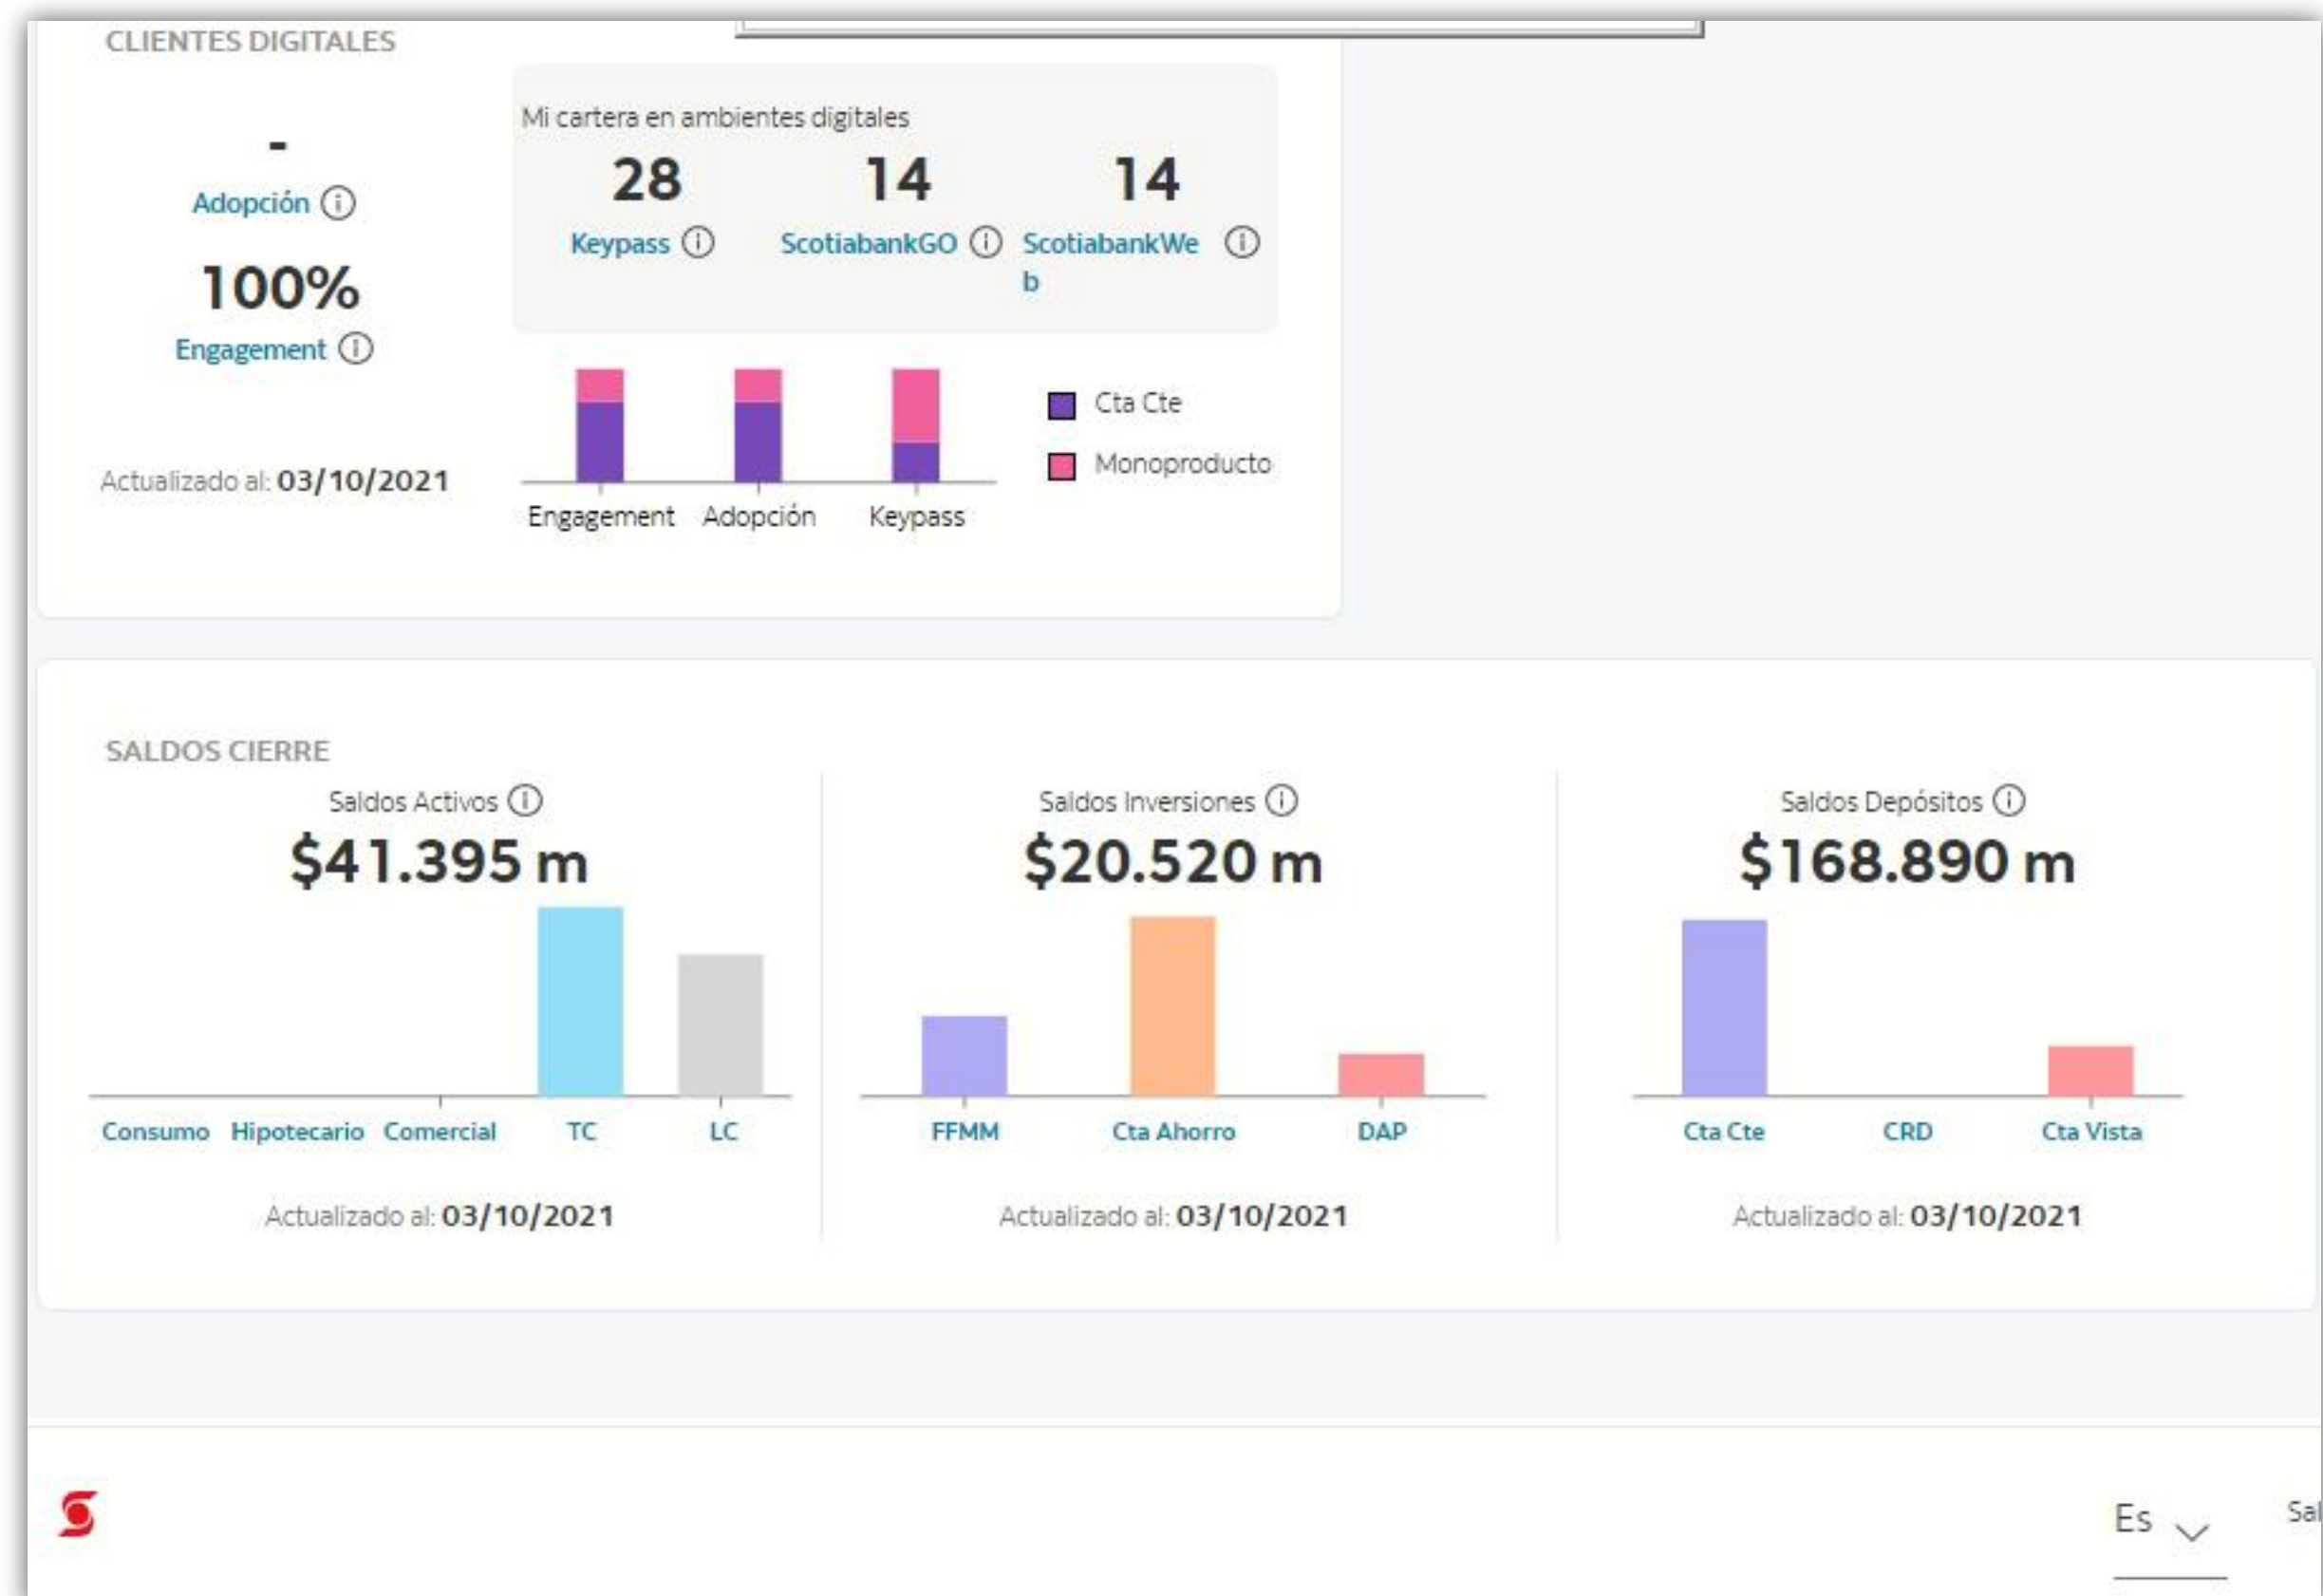 CLIENTES DIGITALES
-
Adopción
100%
Engagement
Actualizado al: 03/10/2021
Mi cartera en ambientes digitales
28 14 14
Keypass ScotiabankGO ScotiabankWe
b
Cta Cte
Monoproducto
Engagement Adopción Keypass
SALDOS CIERRE
Saldos Activos
$41.395 m
Consumo Hipotecario Comercial TC LC
Actualizado al: 03/10/2021
Saldos Inversiones
$20.520 m
FFMM Cta Ahorro DAP
Actualizado al: 03/10/2021
Saldos Depósitos
$168.890 m
Cta Cte CRD Cta Vista
Actualizado al: 03/10/2021
Es
Sal